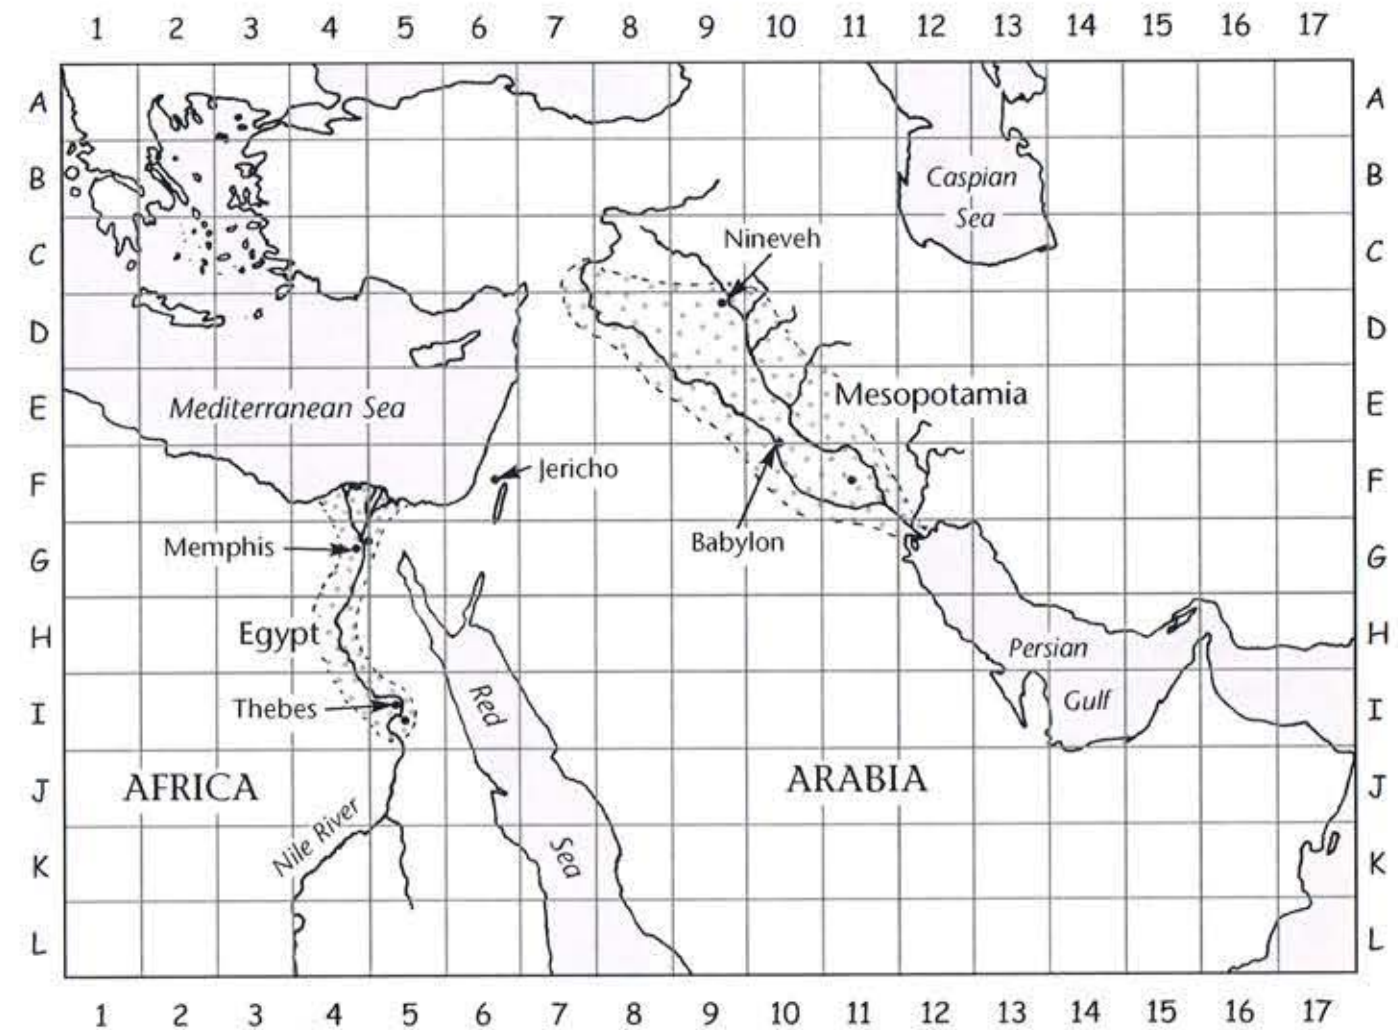 1 2 3 4 5 6 7 8 9 10 11 12 13 14 15 16 17
A A
B Caspian B
Sea
Nineveh
C C
D D
Mesopotamia
E Mediterranean Sea E
F Jericho F
Memphis Babylon
G G
H Egypt Persian H
Thebes Red Gulf
I I
AFRICA ARABIA
J J
Nile River Sea
K K
L L
1 2 3 4 5 6 7 8 9 10 11 12 13 14 15 16 17